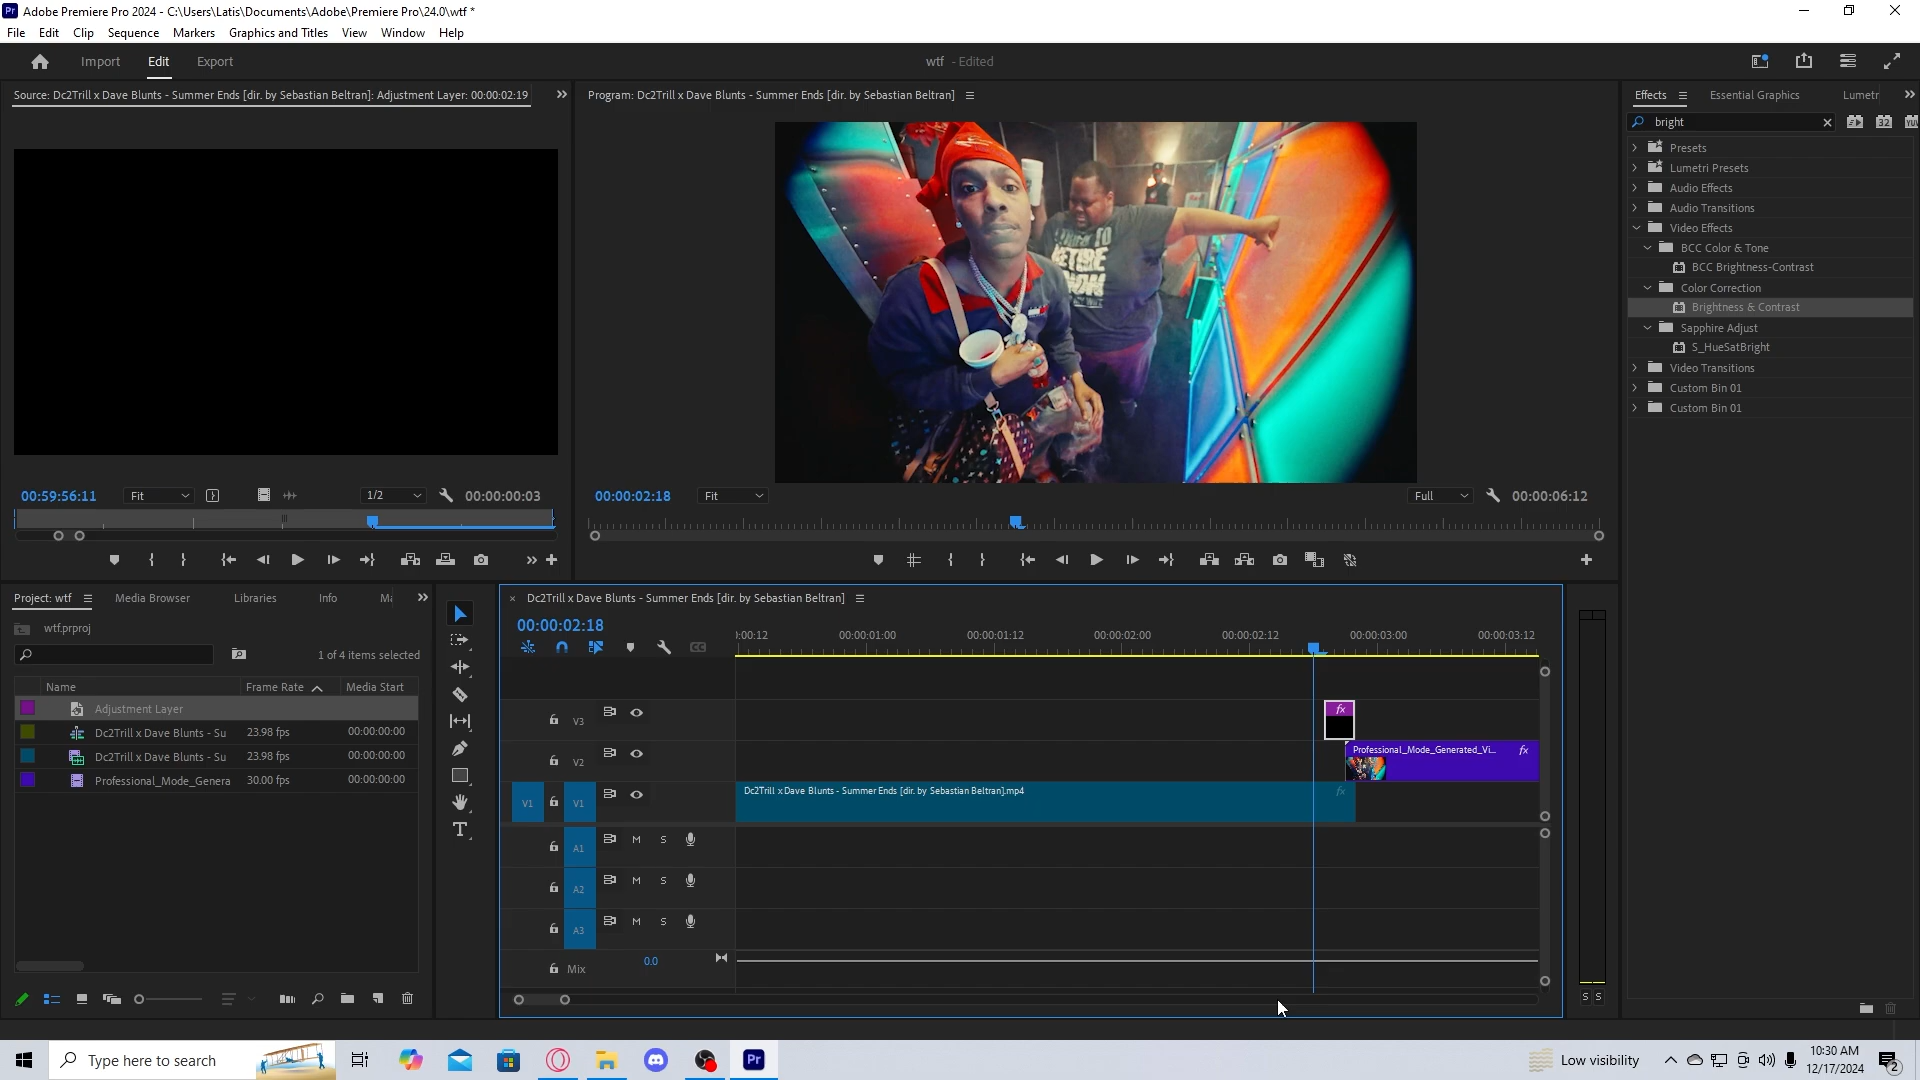 Adobe Premiere Pro 2024 - C:\Users\Latis\Documents\Adobe\Premiere Pro\24.0\wtf *
File Edit Clip Sequence Markers Graphics and Titles View Window Help
Import Edit Export
wtf - Edited
Source: Dc2Trill x Dave Blunts - Summer Ends [dir. by Sebastian Beltran]: Adjustment Layer: 00:00:02:19
Program: Dc2Trill x Dave Blunts - Summer Ends [dir. by Sebastian Beltran]
Effects Essential Graphics Lumetr
bright
32
Presets
Lumetri Presets
Audio Effects
Audio Transitions
Video Effects
BCC Color & Tone
BCC Brightness-Contrast
Color Correction
Brightness & Contrast
Sapphire Adjust
S_HueSatBright
Video Transitions
Custom Bin 01
Custom Bin 01
00:59:56:11 Fit 1/2 00:00:00:03
00:00:02:18 Fit Full 00:00:06:12
Project: wtf Media Browser Libraries Info
wtf.prproj
1 of 4 items selected
Name Frame Rate Media Start
Adjustment Layer
Dc2Trill x Dave Blunts - Su 23.98 fps 00:00:00:00
Dc2Trill x Dave Blunts - Su 23.98 fps 00:00:00:00
Professional_Mode_Genera 30.00 fps 00:00:00:00
× Dc2Trill x Dave Blunts - Summer Ends [dir. by Sebastian Beltran]
00:00:02:18
:00:12 00:00:01:00 00:00:01:12 00:00:02:00 00:00:02:12 00:00:03:00 00:00:03:12
V3
fx
V2
Professional_Mode_Generated_Vi... fx
V1 V1
Dc2Trill x Dave Blunts - Summer Ends [dir. by Sebastian Beltran].mp4 fx
A1 M S
A2 M S
A3 M S
Mix 0.0
S S
Type here to search
Pr
Low visibility
10:30 AM
12/17/2024
2